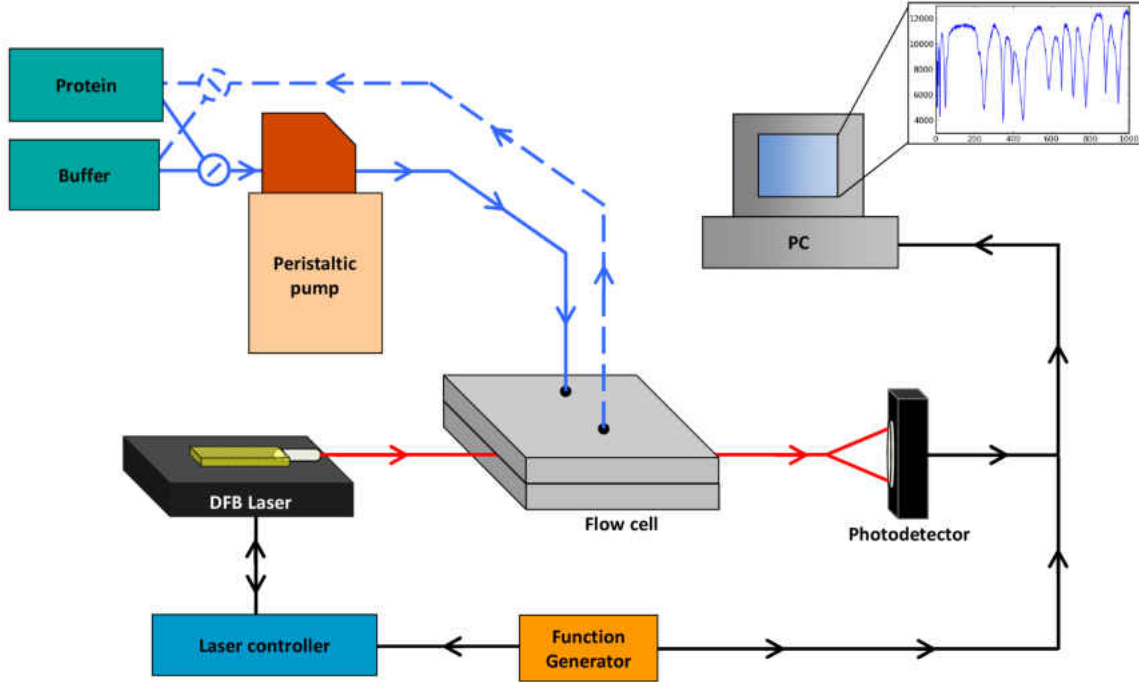 Protein
Buffer
Peristaltic
pump
12000
10000
8000
6000
4000
0
200
400
600
800
1000
PC
DFB Laser
Flow cell
Photodetector
Laser controller
Function
Generator